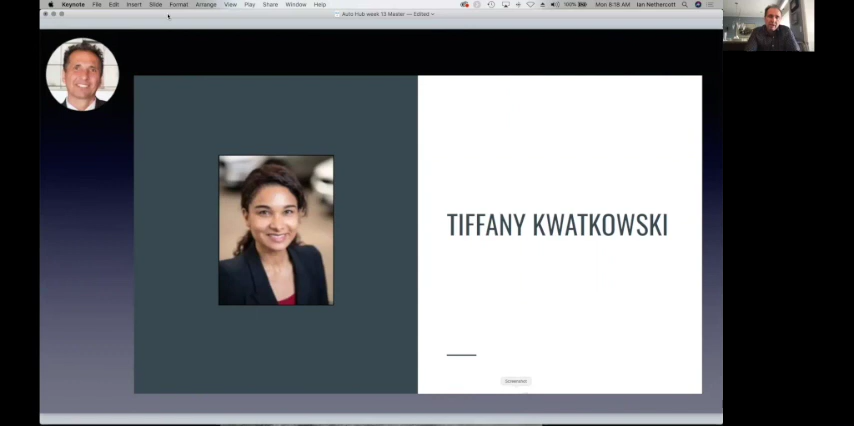 Keynote File Edit Insert Slide Format Arrange View Play Share Window Help 100% Mon 8:18 AM Ian Nethercott
Auto Hub week 13 Master — Edited
TIFFANY KWATKOWSKI
Screenshot